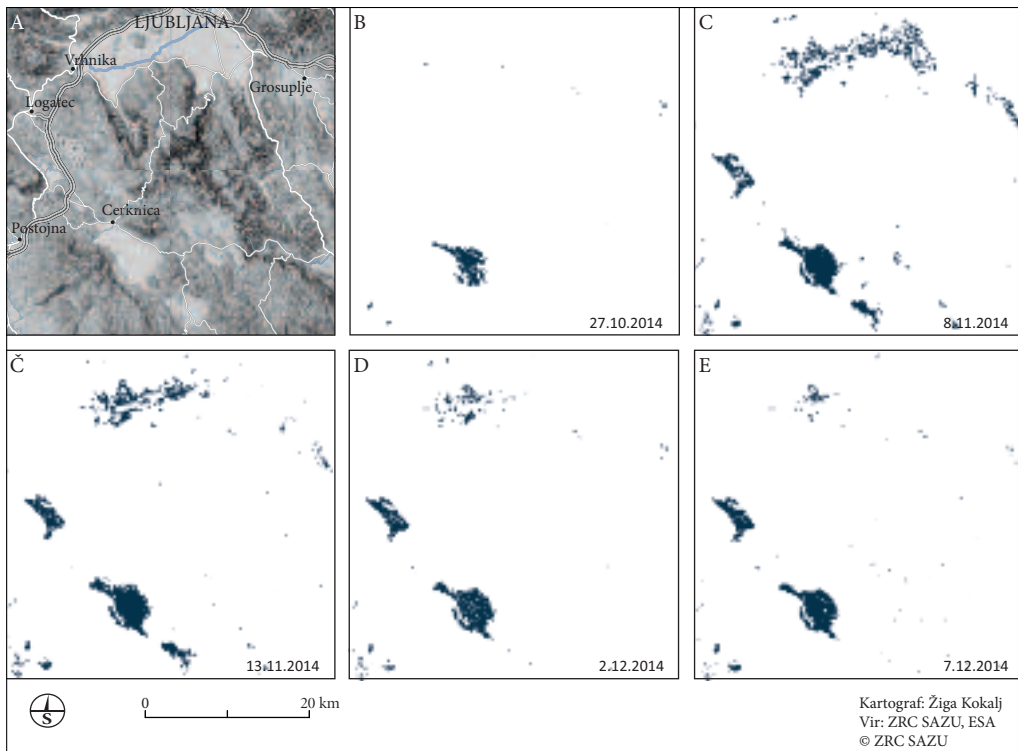 A
LJUBLJANA
Vrhnika
Grosuplje
Logatec
Cerknica
Postojna
B
27.10.2014
C
8.11.2014
Č
13.11.2014
D
2.12.2014
E
7.12.2014
S
0 20 km
Kartograf: Žiga Kokalj
Vir: ZRC SAZU, ESA
© ZRC SAZU